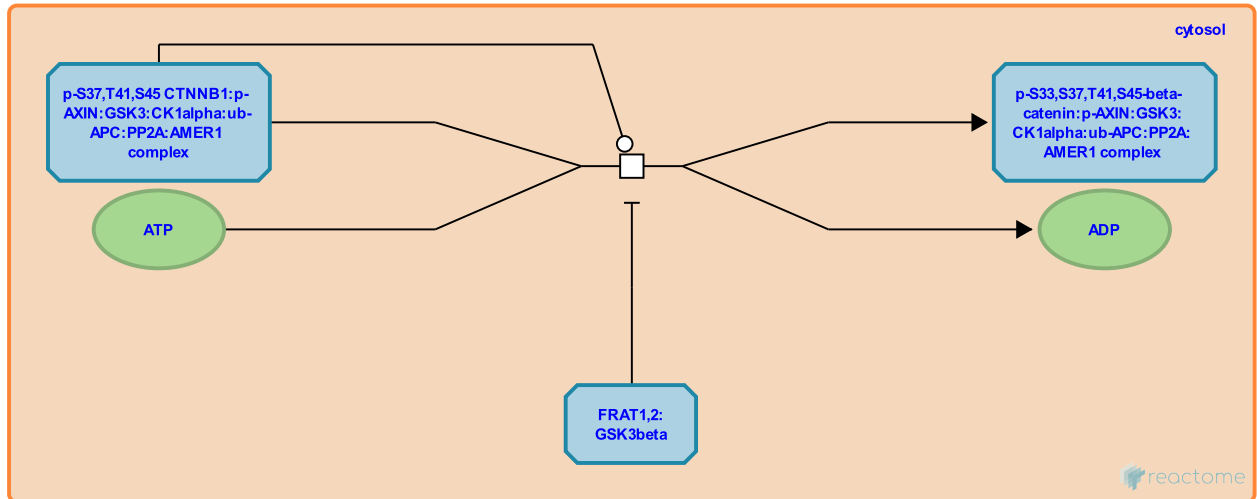 cytosol
p-S37,T41,S45 CTNNB1:p-
AXIN:GSK3:CK1alpha:ub-
APC:PP2A:AMER1
complex
p-S33,S37,T41,S45-beta-
catenin:p-AXIN:GSK3:
CK1alpha:ub-APC:PP2A:
AMER1 complex
ATP
ADP
FRAT1,2:
GSK3beta
reactome